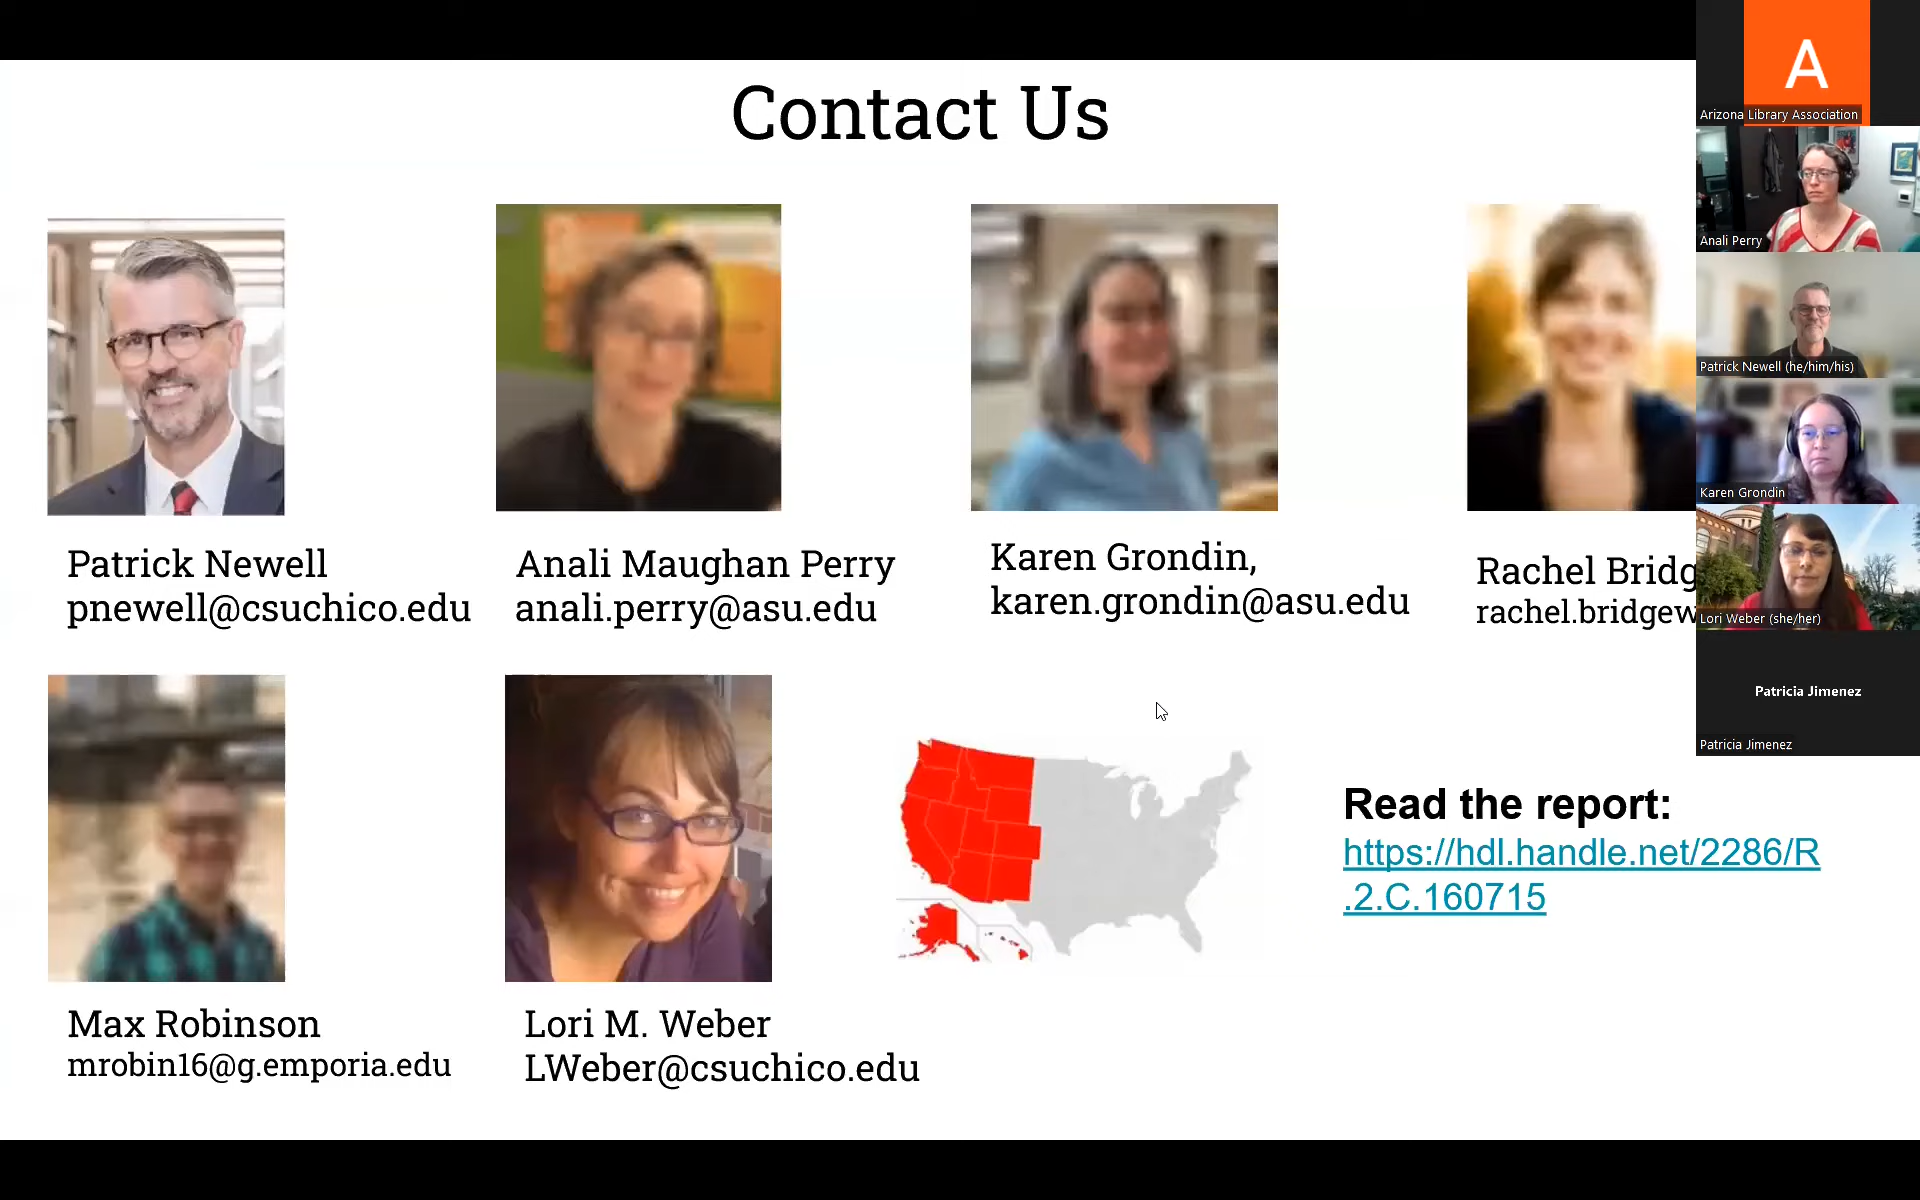 Contact Us
Patrick Newell
pnewell@csuchico.edu
Anali Maughan Perry
anali.perry@asu.edu
Karen Grondin,
karen.grondin@asu.edu
Rachel Bridg
rachel.bridgew
Max Robinson
mrobin16@g.emporia.edu
Lori M. Weber
LWeber@csuchico.edu
Read the report:
https://hdl.handle.net/2286/R
.2.C.160715
A
Arizona Library Association
Anali Perry
Patrick Newell (he/him/his)
Karen Grondin
Lori Weber (she/her)
Patricia Jimenez
Patricia Jimenez